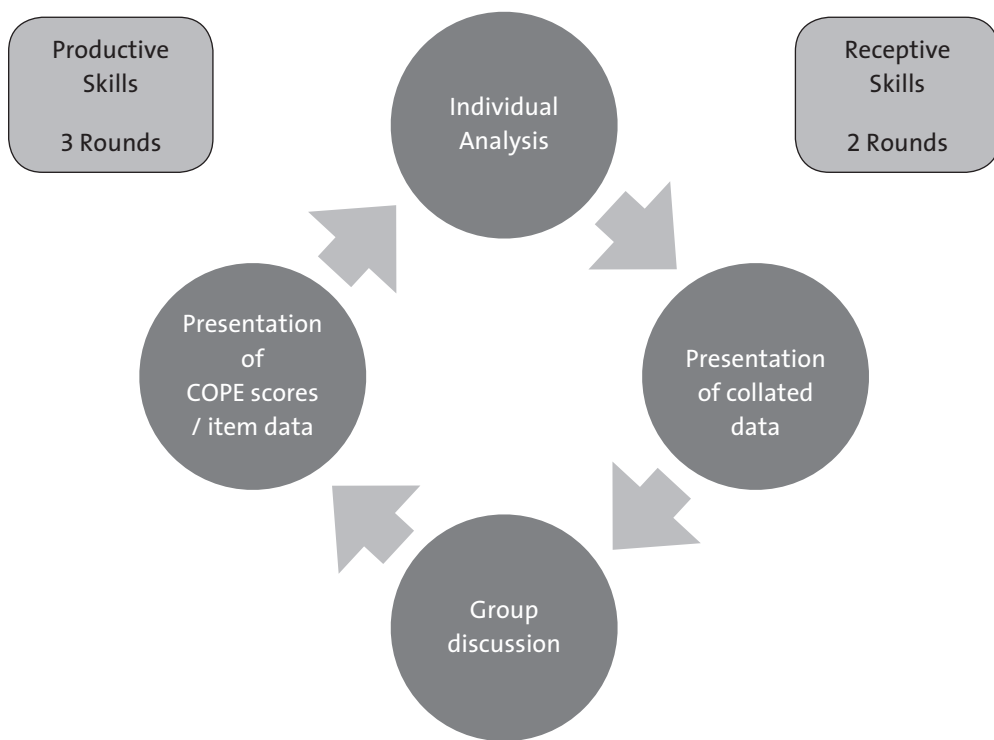 Productive
Skills
3 Rounds
Individual
Analysis
Receptive
Skills
2 Rounds
Presentation
of
COPE scores
/ item data
Presentation
of collated
data
Group
discussion